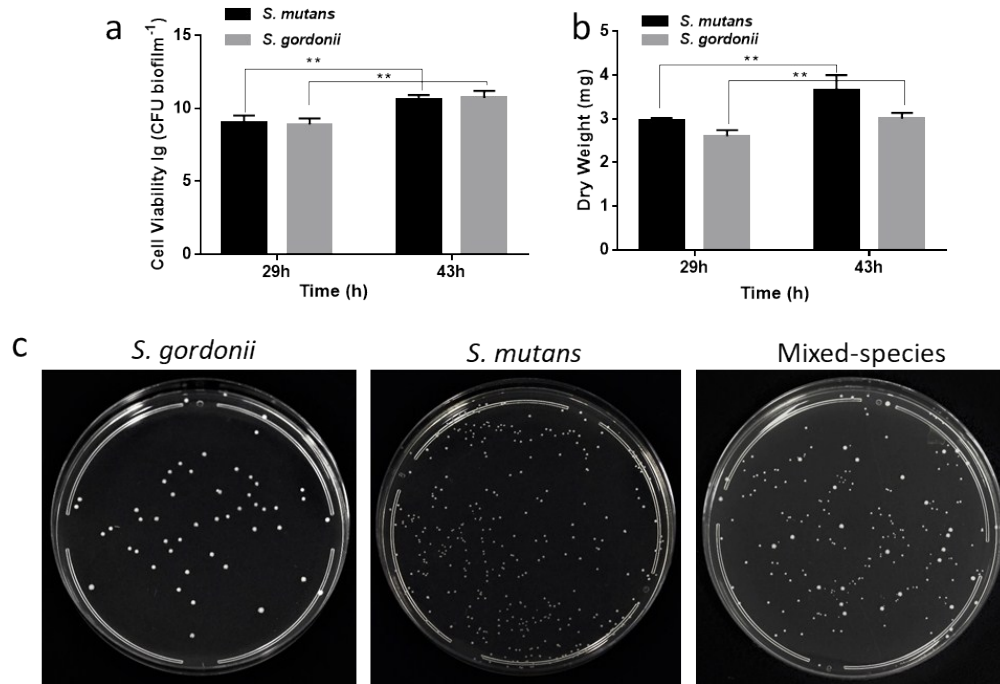 a
S. mutans
S. gordonii
Cell Viability lg (CFU biofilm-1)
15
10
5
0
29h
43h
Time (h)
**
**
b
S. mutans
S. gordonii
Dry Weight (mg)
5
4
3
2
1
0
29h
43h
Time (h)
**
**
c
S. gordonii
S. mutans
Mixed-species